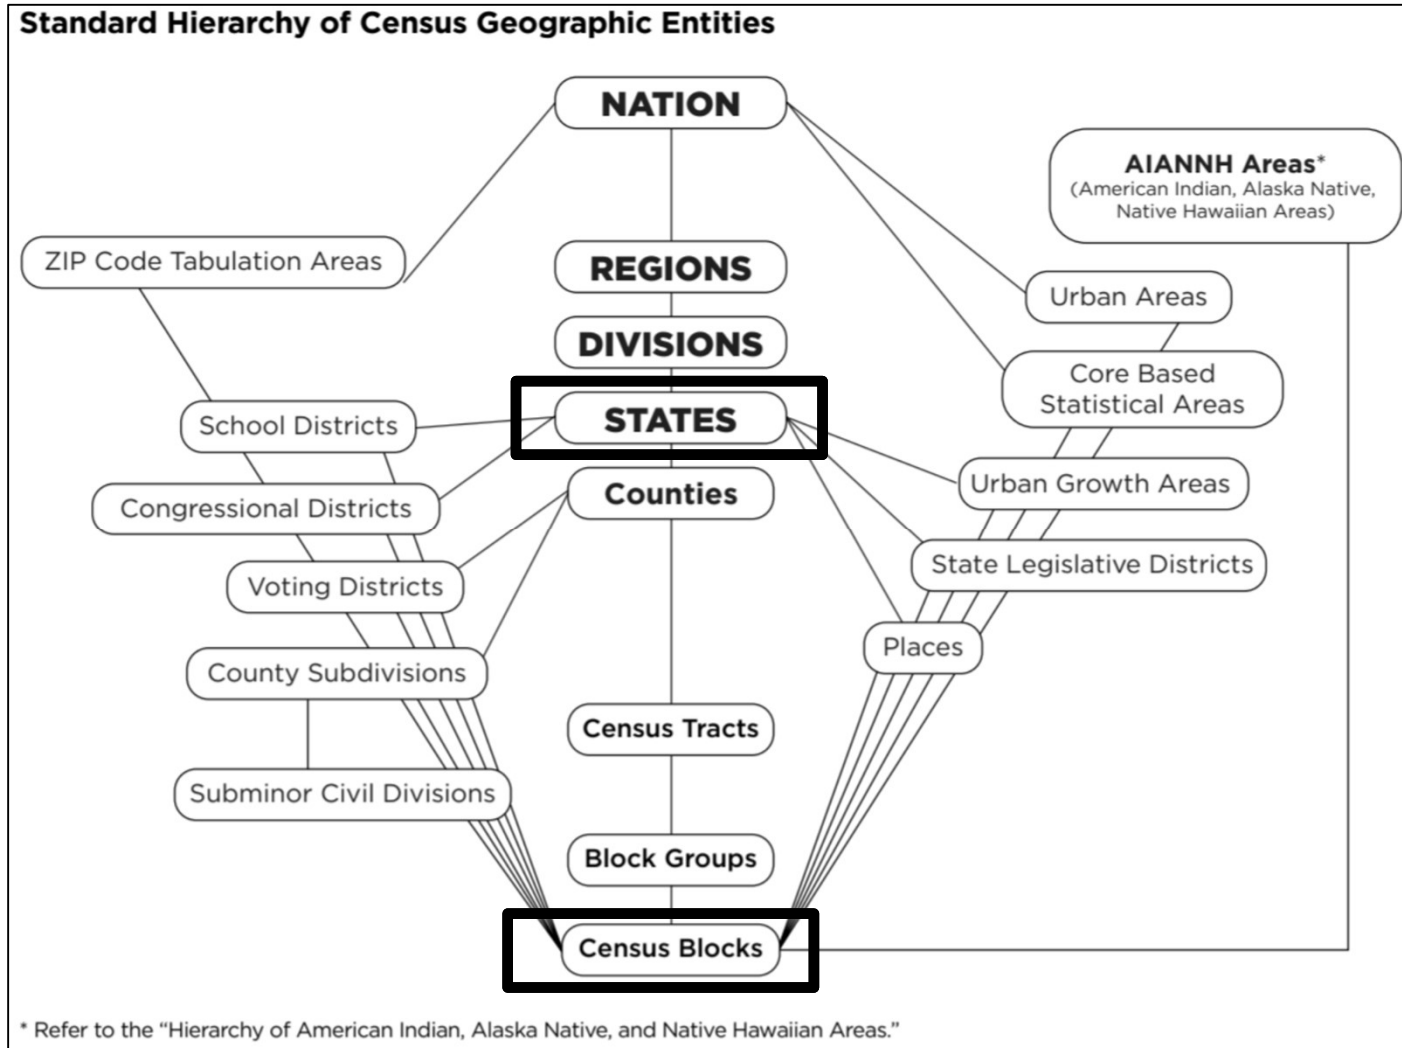 Standard Hierarchy of Census Geographic Entities
NATION
AIANNH Areas*
(American Indian, Alaska Native,
Native Hawaiian Areas)
ZIP Code Tabulation Areas
REGIONS
Urban Areas
DIVISIONS
Core Based
Statistical Areas
School Districts
STATES
Urban Growth Areas
Congressional Districts
Counties
State Legislative Districts
Voting Districts
Places
County Subdivisions
Census Tracts
Subminor Civil Divisions
Block Groups
Census Blocks
* Refer to the “Hierarchy of American Indian, Alaska Native, and Native Hawaiian Areas.”